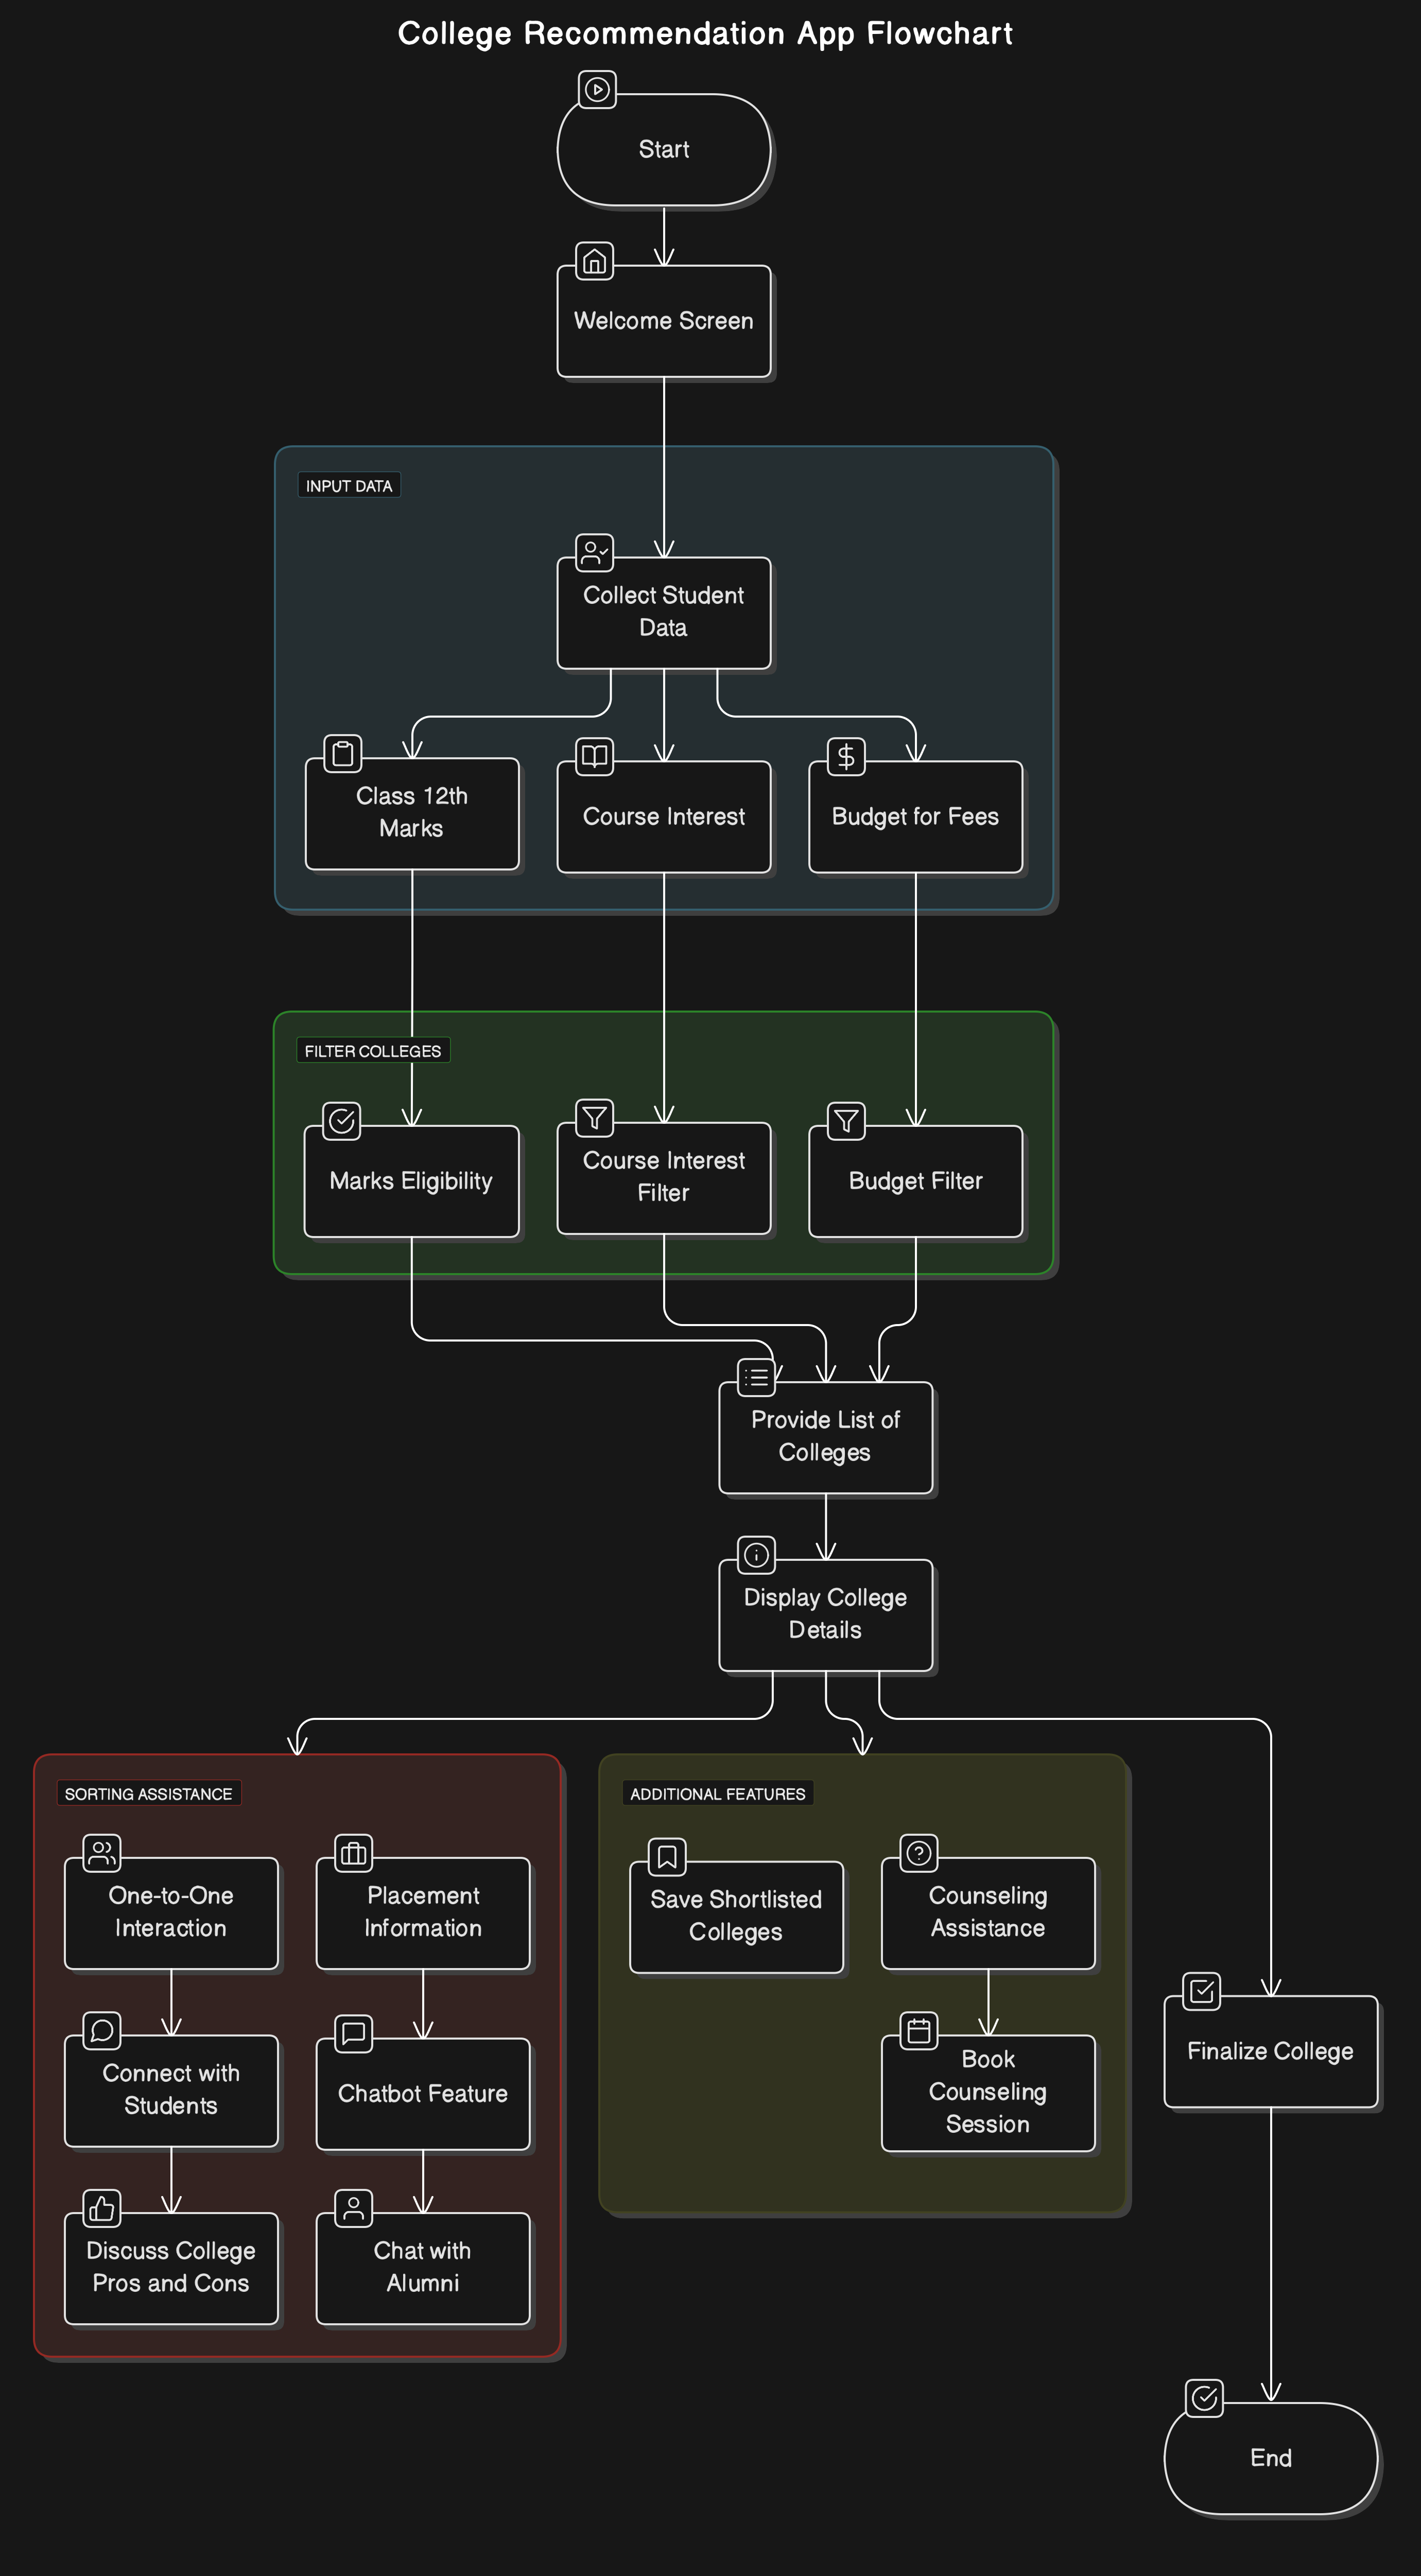 College Recommendation App Flowchart
Start
Welcome Screen
INPUT DATA
Collect Student
Data
Class 12th
Marks
Course Interest
Budget for Fees
FILTER COLLEGES
Marks Eligibility
Course Interest
Filter
Budget Filter
Provide List of
Colleges
Display College
Details
SORTING ASSISTANCE
One-to-One
Interaction
Placement
Information
Connect with
Students
Chatbot Feature
Discuss College
Pros and Cons
Chat with
Alumni
ADDITIONAL FEATURES
Save Shortlisted
Colleges
Counseling
Assistance
Book
Counseling
Session
Finalize College
End